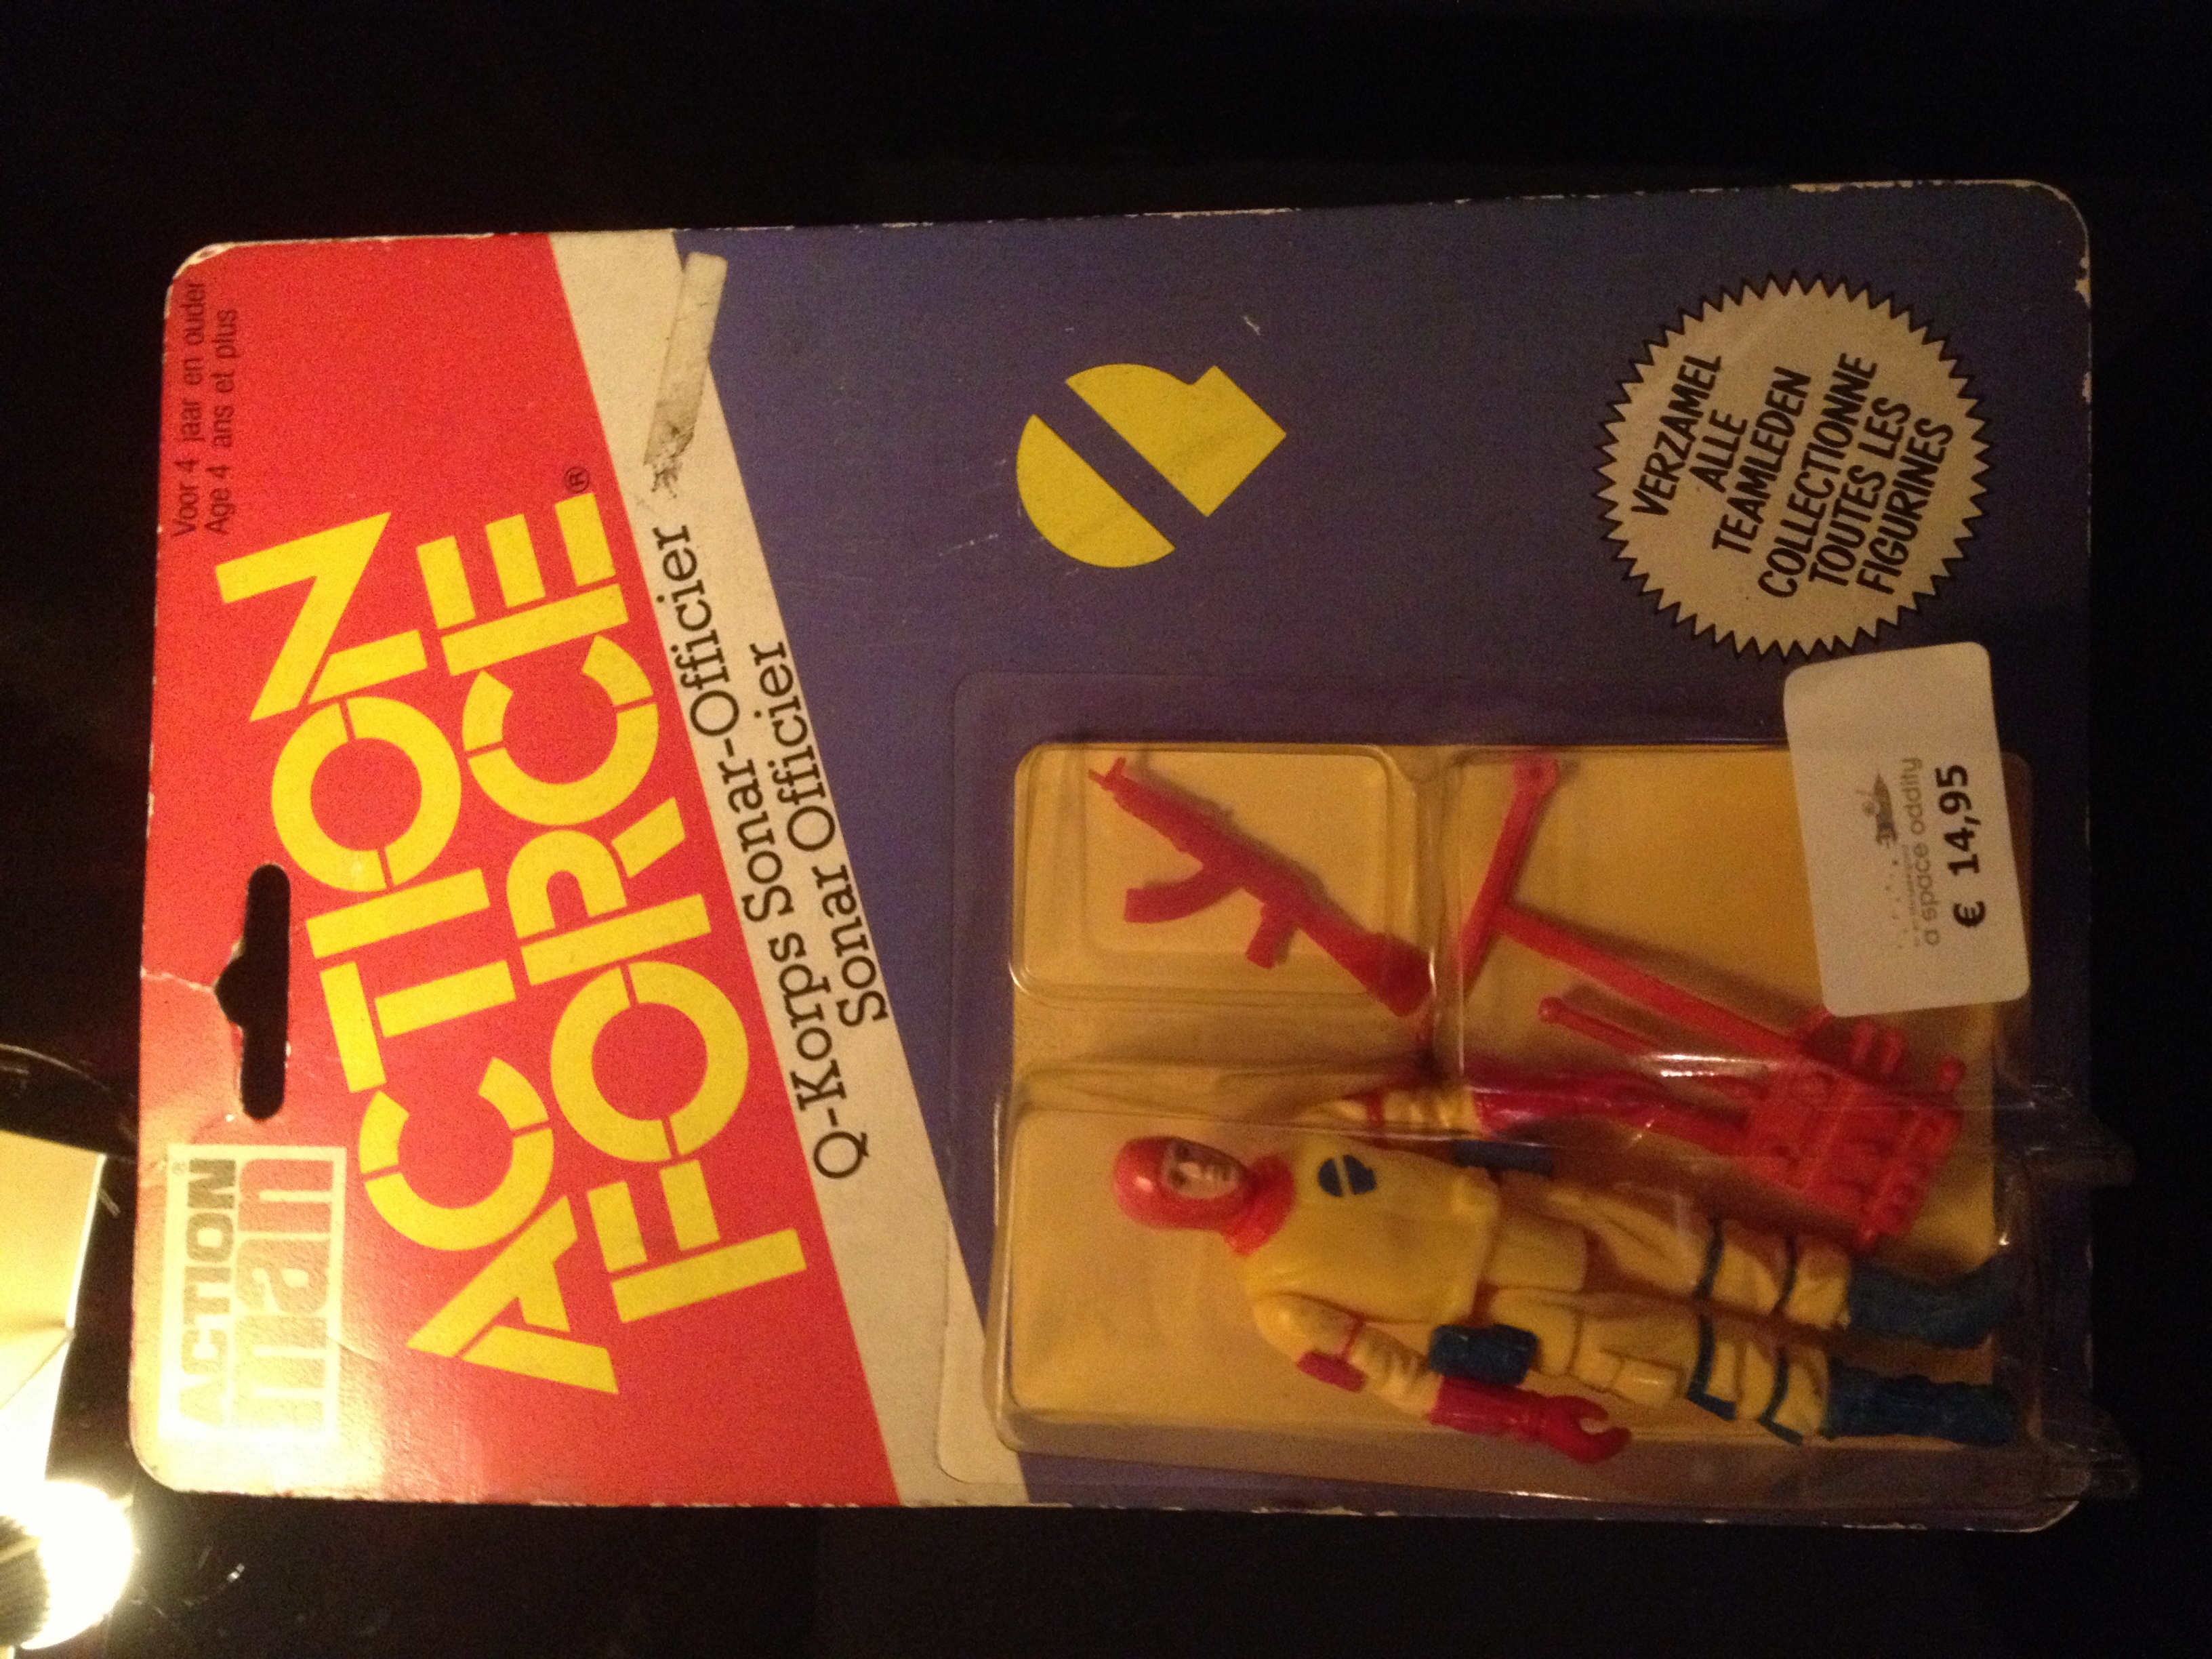 Voor 4 jaar en ouder
Age 4 ans et plus
ACTION
man
ACTION
FORCE®
Q-Korps Sonar-Officier
Sonar Officier
VERZAMEL
ALLE
TEAMLEDEN
COLLECTIONNE
TOUTES LES
FIGURINES
a space oddity
€ 14,95